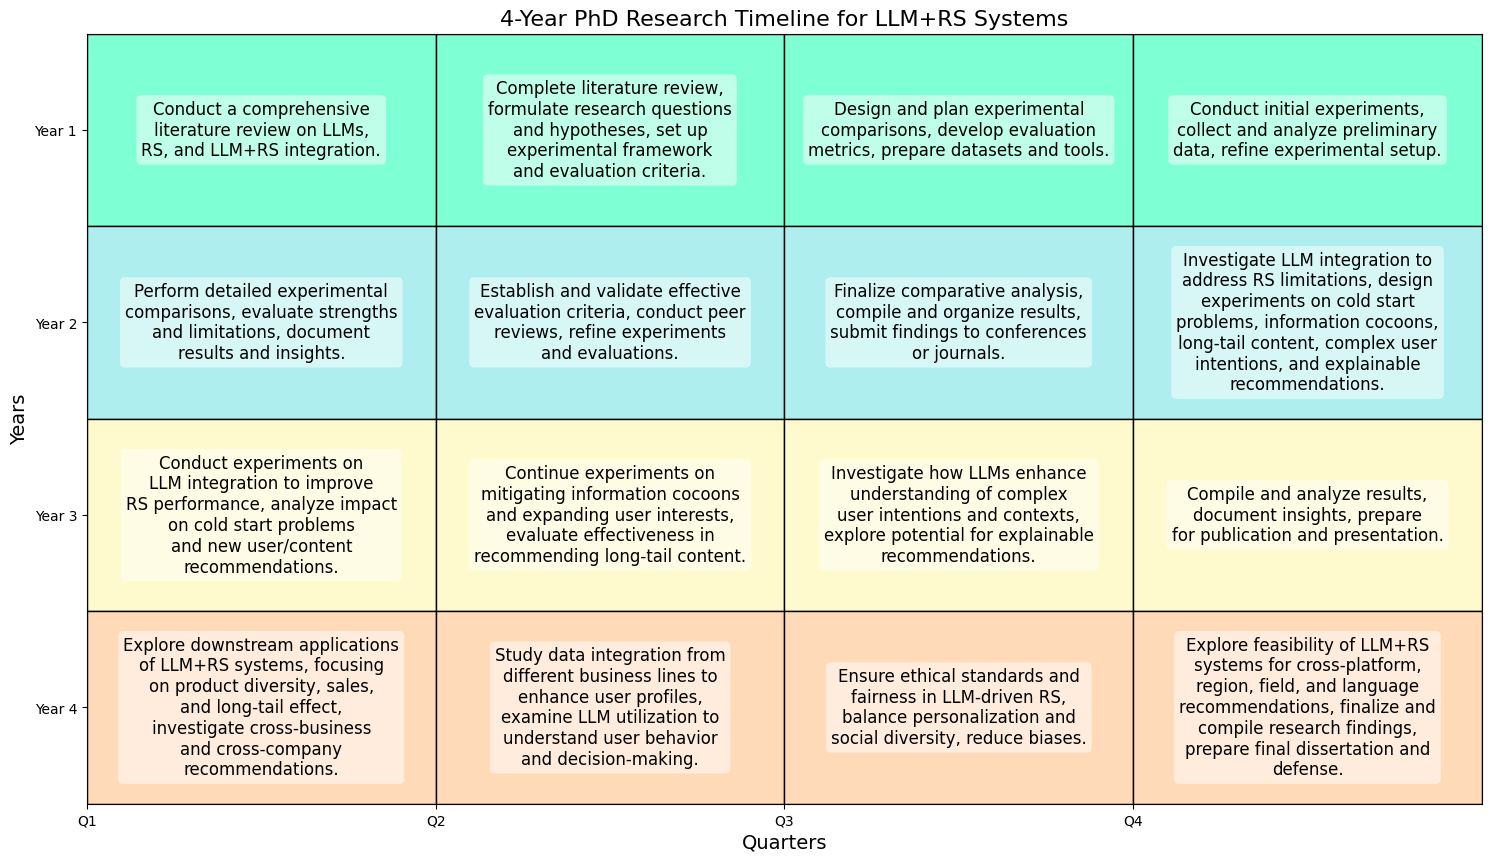 4-Year PhD Research Timeline for LLM+RS Systems
Years
Year 1
Conduct a comprehensive
literature review on LLMs,
RS, and LLM+RS integration.
Complete literature review,
formulate research questions
and hypotheses, set up
experimental framework
and evaluation criteria.
Design and plan experimental
comparisons, develop evaluation
metrics, prepare datasets and tools.
Conduct initial experiments,
collect and analyze preliminary
data, refine experimental setup.
Year 2
Perform detailed experimental
comparisons, evaluate strengths
and limitations, document
results and insights.
Establish and validate effective
evaluation criteria, conduct peer
reviews, refine experiments
and evaluations.
Finalize comparative analysis,
compile and organize results,
submit findings to conferences
or journals.
Investigate LLM integration to
address RS limitations, design
experiments on cold start
problems, information cocoons,
long-tail content, complex user
intentions, and explainable
recommendations.
Year 3
Conduct experiments on
LLM integration to improve
RS performance, analyze impact
on cold start problems
and new user/content
recommendations.
Continue experiments on
mitigating information cocoons
and expanding user interests,
evaluate effectiveness in
recommending long-tail content.
Investigate how LLMs enhance
understanding of complex
user intentions and contexts,
explore potential for explainable
recommendations.
Compile and analyze results,
document insights, prepare
for publication and presentation.
Year 4
Explore downstream applications
of LLM+RS systems, focusing
on product diversity, sales,
and long-tail effect,
investigate cross-business
and cross-company
recommendations.
Study data integration from
different business lines to
enhance user profiles,
examine LLM utilization to
understand user behavior
and decision-making.
Ensure ethical standards and
fairness in LLM-driven RS,
balance personalization and
social diversity, reduce biases.
Explore feasibility of LLM+RS
systems for cross-platform,
region, field, and language
recommendations, finalize and
compile research findings,
prepare final dissertation and
defense.
Q1
Q2
Q3
Q4
Quarters